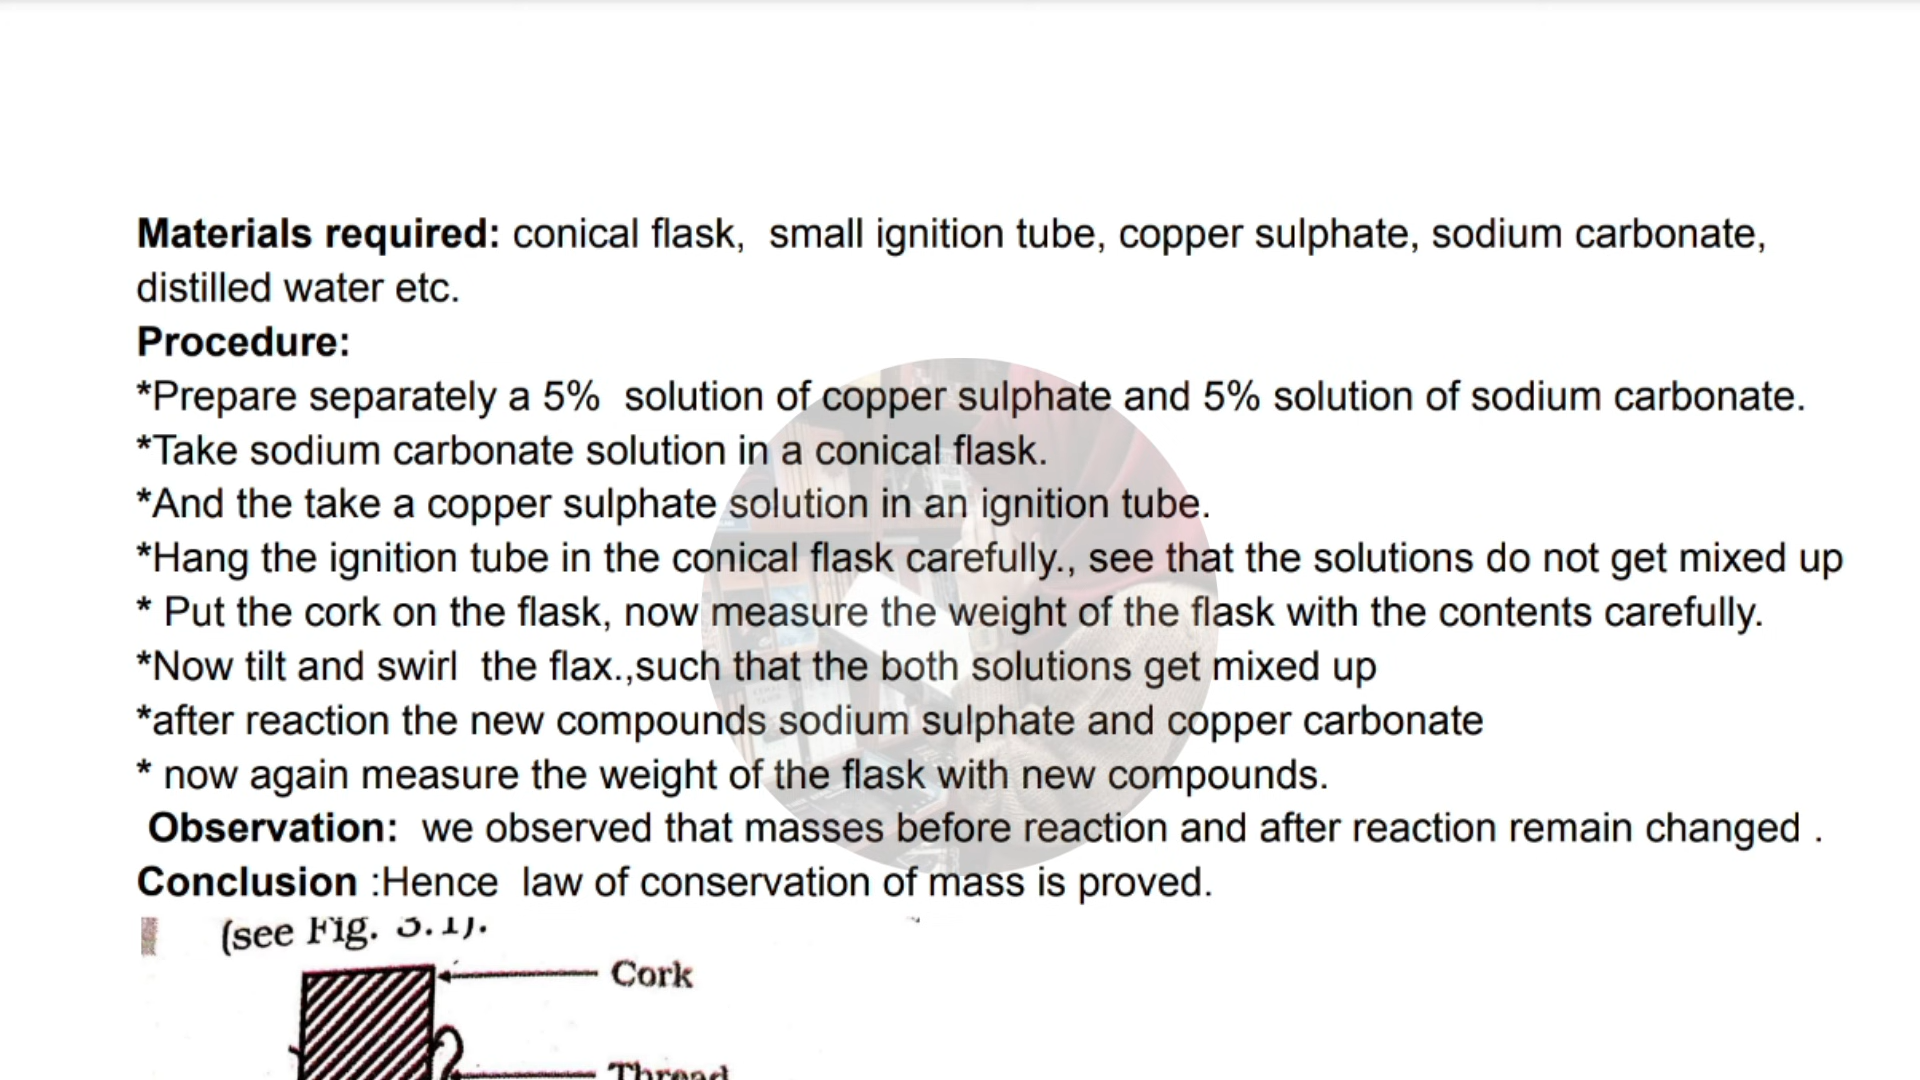 Materials required: conical flask,  small ignition tube, copper sulphate, sodium carbonate,
distilled water etc.
Procedure:
*Prepare separately a 5%  solution of copper sulphate and 5% solution of sodium carbonate.
*Take sodium carbonate solution in a conical flask.
*And the take a copper sulphate solution in an ignition tube.
*Hang the ignition tube in the conical flask carefully., see that the solutions do not get mixed up
* Put the cork on the flask, now measure the weight of the flask with the contents carefully.
*Now tilt and swirl  the flax.,such that the both solutions get mixed up
*after reaction the new compounds sodium sulphate and copper carbonate
* now again measure the weight of the flask with new compounds.
Observation:  we observed that masses before reaction and after reaction remain changed .
Conclusion :Hence  law of conservation of mass is proved.
(see Fig. 3.1).
Cork
Thread